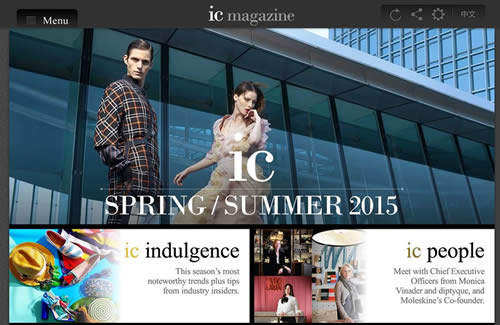 Menu
ic magazine
中文
ic
SPRING / SUMMER 2015
ic indulgence
This season's most
noteworthy trends plus tips
from industry insiders.
ic people
Meet with Chief Executive
Officers from Monica
Vinader and diptyque, and
Moleskine's Co-founder.